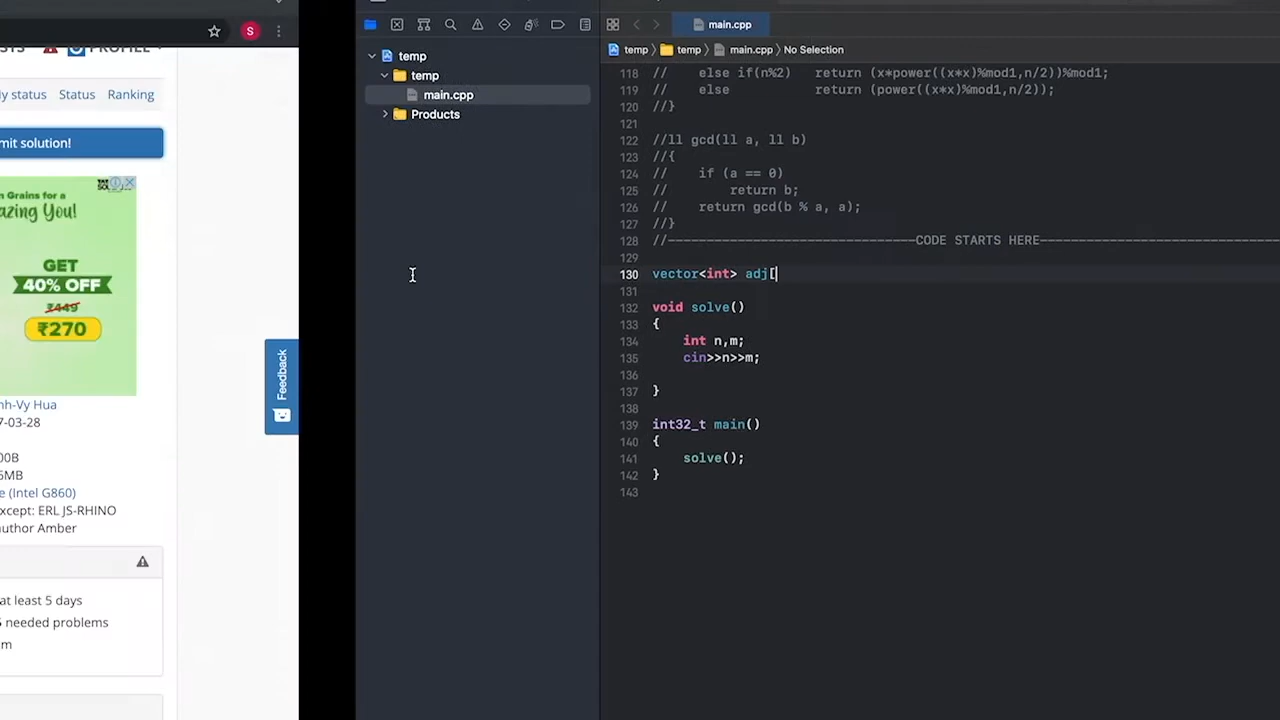 S
PROFILE
y status
Status
Ranking
mit solution!
n Grains for a
azing You!
GET
40% OFF
₹449
₹270
nh-Vy Hua
7-03-28
00B
6MB
e (Intel G860)
xcept: ERL JS-RHINO
uthor Amber
at least 5 days
needed problems
m
Feedback
temp
temp
main.cpp
Products
main.cpp
temp
temp
main.cpp
No Selection
118 //    else if(n%2)   return (x*power((x*x)%mod1,n/2))%mod1;
119 //    else           return (power((x*x)%mod1,n/2));
120 //}
121
122 //ll gcd(ll a, ll b)
123 //{
124 //    if (a == 0)
125 //        return b;
126 //    return gcd(b % a, a);
127 //}
128 //————————————————————————————————CODE STARTS HERE————————————————————————————————
129
130 vector<int> adj[
131
132 void solve()
133 {
134     int n,m;
135     cin>>n>>m;
136
137 }
138
139 int32_t main()
140 {
141     solve();
142 }
143